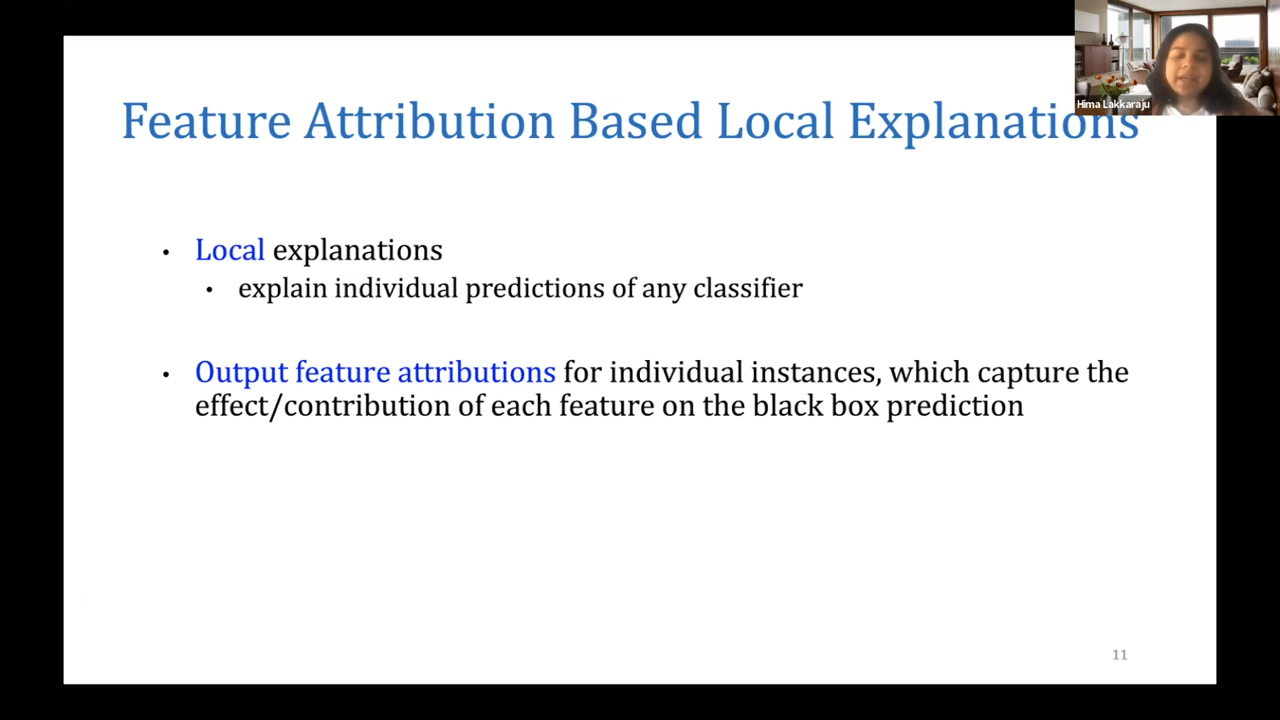 Hima Lakkaraju
Feature Attribution Based Local Explanations
• Local explanations
• explain individual predictions of any classifier
• Output feature attributions for individual instances, which capture the
effect/contribution of each feature on the black box prediction
11